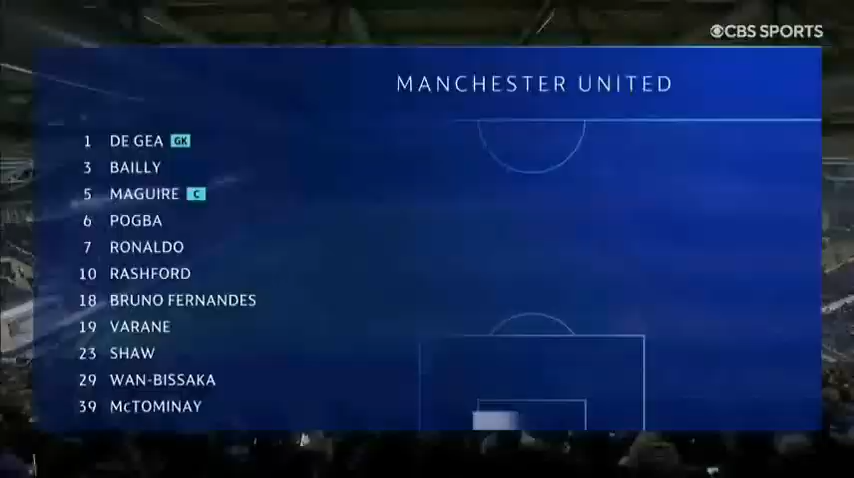 CBS SPORTS
MANCHESTER UNITED
1 DE GEA GK
3 BAILLY
5 MAGUIRE C
6 POGBA
7 RONALDO
10 RASHFORD
18 BRUNO FERNANDES
19 VARANE
23 SHAW
29 WAN-BISSAKA
39 McTOMINAY